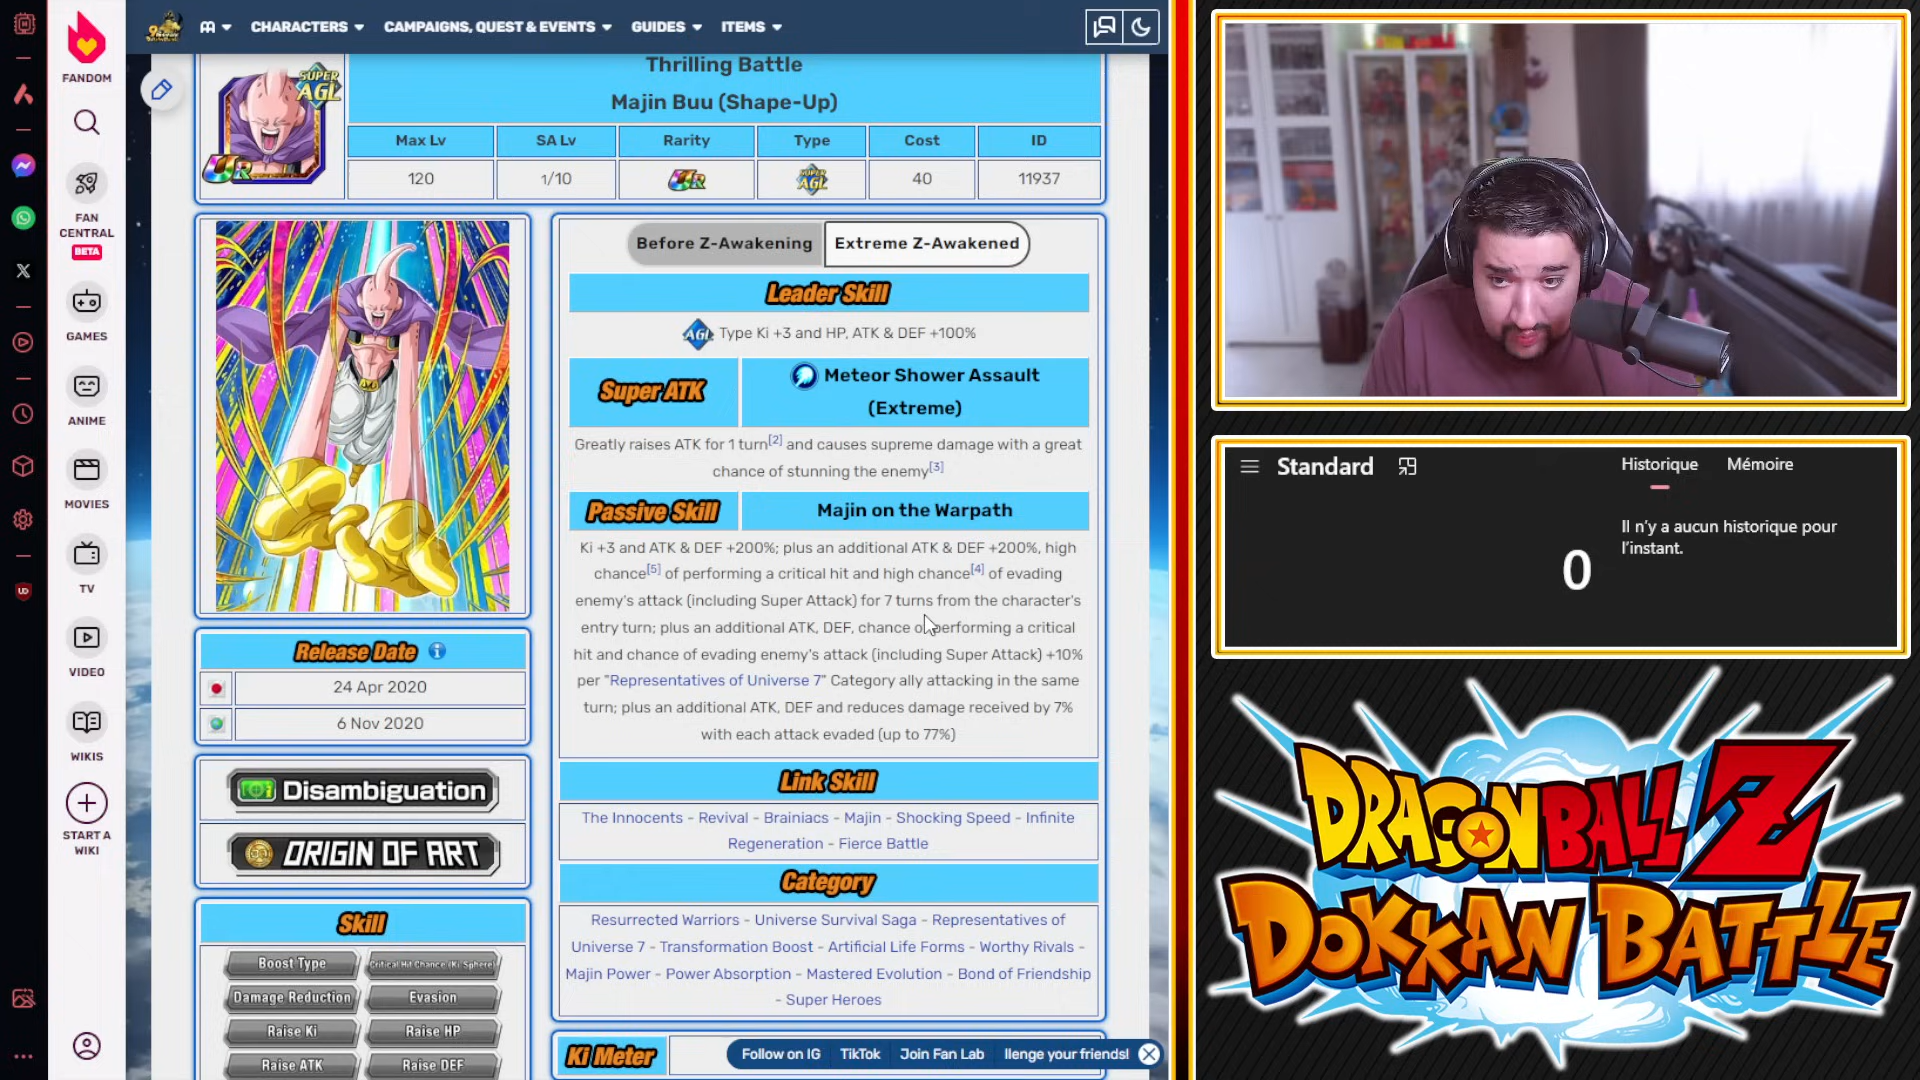 CHARACTERS
CAMPAIGNS, QUEST & EVENTS
GUIDES
ITEMS
FANDOM
FAN CENTRAL
BETA
GAMES
ANIME
MOVIES
TV
VIDEO
WIKIS
START A WIKI
SUPER AGL
UR
Thrilling Battle
Majin Buu (Shape-Up)
Max Lv
SA Lv
Rarity
Type
Cost
ID
120
1/10
UR
SUPER AGL
40
11937
Before Z-Awakening
Extreme Z-Awakened
Leader Skill
AGL Type Ki +3 and HP, ATK & DEF +100%
Super ATK
Meteor Shower Assault
(Extreme)
Greatly raises ATK for 1 turn[2] and causes supreme damage with a great
chance of stunning the enemy[3]
Passive Skill
Majin on the Warpath
Ki +3 and ATK & DEF +200%; plus an additional ATK & DEF +200%, high
chance[5] of performing a critical hit and high chance[4] of evading
enemy's attack (including Super Attack) for 7 turns from the character's
entry turn; plus an additional ATK, DEF, chance of performing a critical
hit and chance of evading enemy's attack (including Super Attack) +10%
per "Representatives of Universe 7" Category ally attacking in the same
turn; plus an additional ATK, DEF and reduces damage received by 7%
with each attack evaded (up to 77%)
Link Skill
The Innocents - Revival - Brainiacs - Majin - Shocking Speed - Infinite
Regeneration - Fierce Battle
Category
Resurrected Warriors - Universe Survival Saga - Representatives of
Universe 7 - Transformation Boost - Artificial Life Forms - Worthy Rivals -
Majin Power - Power Absorption - Mastered Evolution - Bond of Friendship
- Super Heroes
Ki Meter
Release Date
24 Apr 2020
6 Nov 2020
Disambiguation
ORIGIN OF ART
Skill
Boost Type
Critical Hit Chance (Ki Sphere)
Damage Reduction
Evasion
Raise Ki
Raise HP
Raise ATK
Raise DEF
Follow on IG
TikTok
Join Fan Lab
llenge your friends!
Standard
Historique
Mémoire
Il n'y a aucun historique pour
l'instant.
0
DRAGON BALL Z
DOKKAN BATTLE